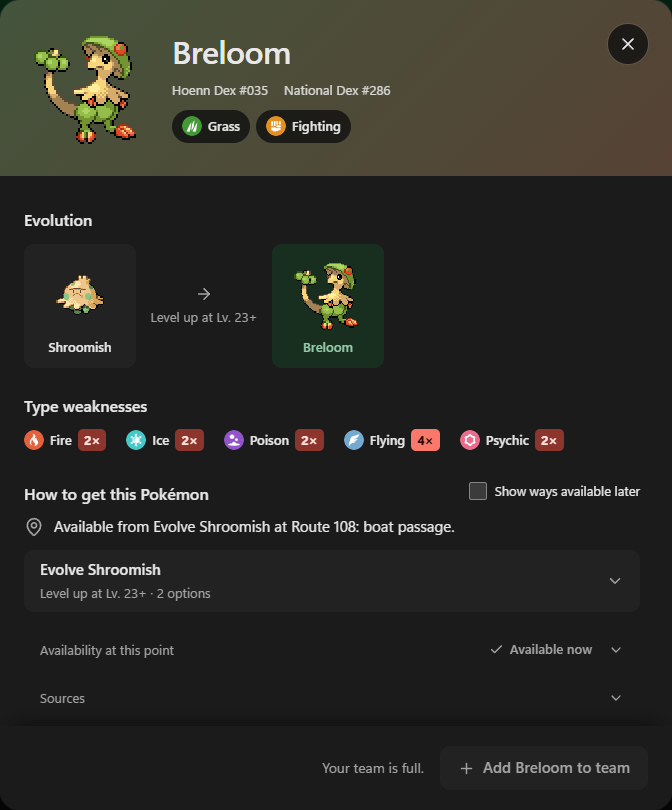 Breloom
Hoenn Dex #035 National Dex #286
Grass Fighting
Evolution
Level up at Lv. 23+
Shroomish Breloom
Type weaknesses
Fire 2× Ice 2× Poison 2× Flying 4× Psychic 2×
How to get this Pokémon Show ways available later
Available from Evolve Shroomish at Route 108: boat passage.
Evolve Shroomish
Level up at Lv. 23+ · 2 options
Availability at this point Available now
Sources
Your team is full. + Add Breloom to team